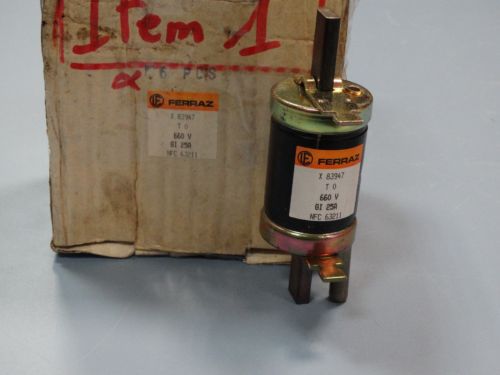 Item 1
6 PCS
FERRAZ
X 83947
T 0
660 V
GI 25A
NFC 63211
FERRAZ
X 83947
T 0
660 V
GI 25A
NFC 63211